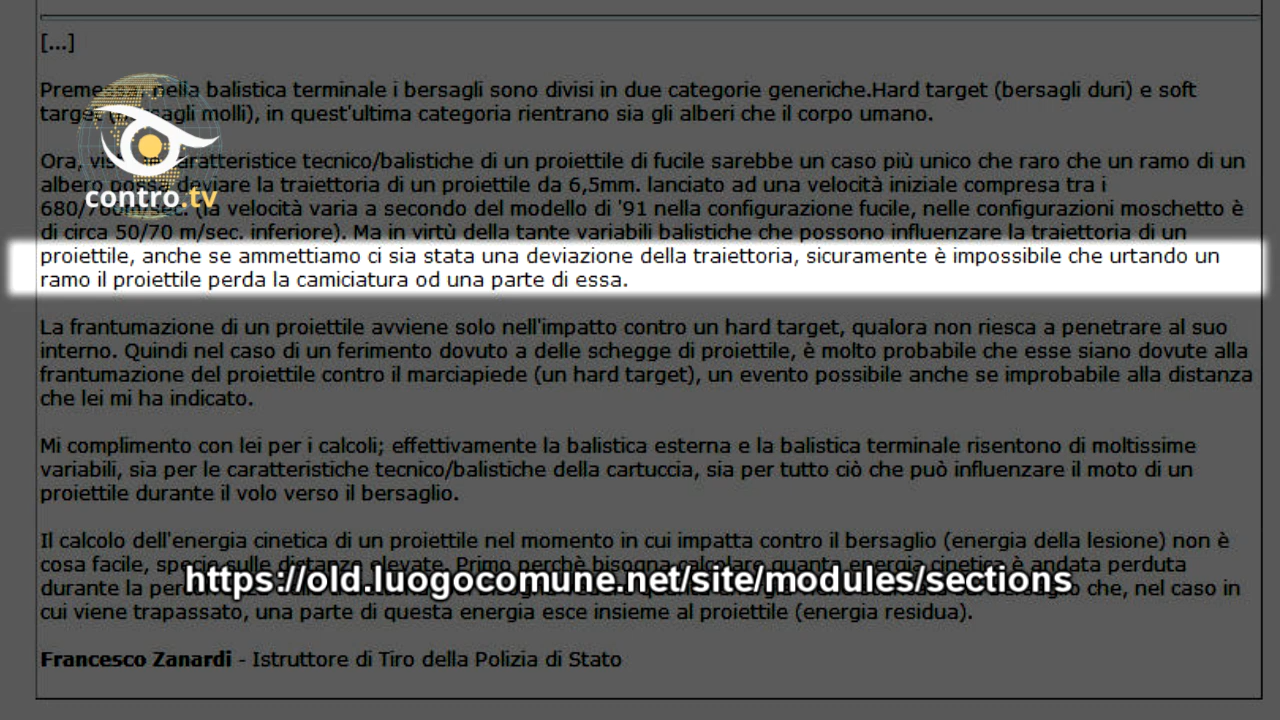 [...]
Premessa: nella balistica terminale i bersagli sono divisi in due categorie generiche.Hard target (bersagli duri) e soft
target (bersagli molli), in quest'ultima categoria rientrano sia gli alberi che il corpo umano.
Ora, viste caratteristice tecnico/balistiche di un proiettile di fucile sarebbe un caso più unico che raro che un ramo di un
albero possa deviare la traiettoria di un proiettile da 6,5mm. lanciato ad una velocità iniziale compresa tra i
680/700m/sec. (la velocità varia a secondo del modello di '91 nella configurazione fucile, nelle configurazioni moschetto è
di circa 50/70 m/sec. inferiore). Ma in virtù della tante variabili balistiche che possono influenzare la traiettoria di un
proiettile, anche se ammettiamo ci sia stata una deviazione della traiettoria, sicuramente è impossibile che urtando un
ramo il proiettile perda la camiciatura od una parte di essa.
contro.tv
La frantumazione di un proiettile avviene solo nell'impatto contro un hard target, qualora non riesca a penetrare al suo
interno. Quindi nel caso di un ferimento dovuto a delle schegge di proiettile, è molto probabile che esse siano dovute alla
frantumazione del proiettile contro il marciapiede (un hard target), un evento possibile anche se improbabile alla distanza
che lei mi ha indicato.
Mi complimento con lei per i calcoli; effettivamente la balistica esterna e la balistica terminale risentono di moltissime
variabili, sia per le caratteristiche tecnico/balistiche della cartuccia, sia per tutto ciò che può influenzare il moto di un
proiettile durante il volo verso il bersaglio.
Il calcolo dell'energia cinetica di un proiettile nel momento in cui impatta contro il bersaglio (energia della lesione) non è
cosa facile, specie sulle distanze elevate. Primo perchè bisogna calcolare quanta energia cinetica è andata perduta
https://old.luogocomune.net/site/modules/sections
durante la che, nel caso in
cui viene trapassato, una parte di questa energia esce insieme al proiettile (energia residua).
Francesco Zanardi - Istruttore di Tiro della Polizia di Stato